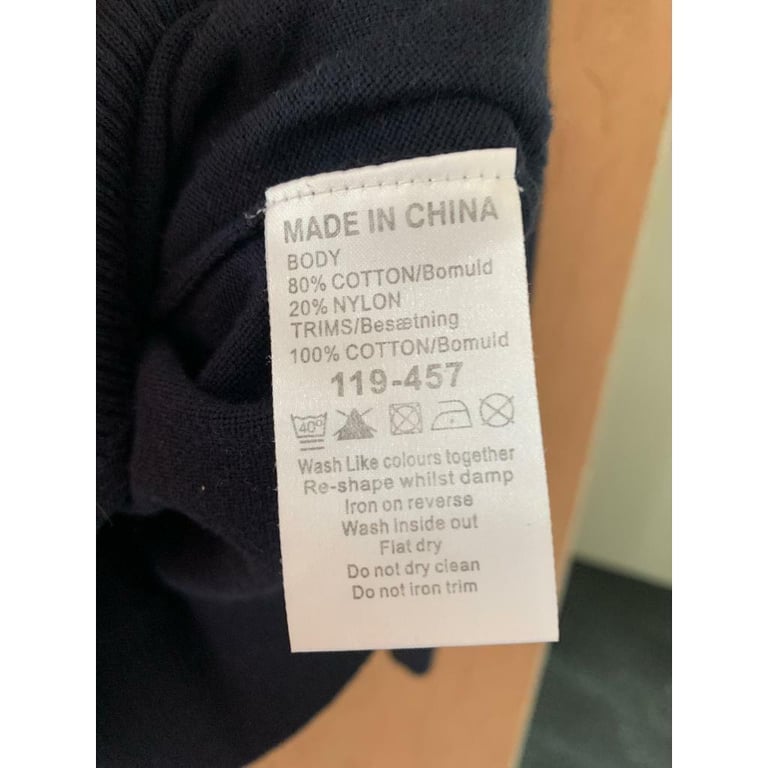 MADE IN CHINA
BODY
80% COTTON/Bomuld
20% NYLON
TRIMS/Besætning
100% COTTON/Bomuld
119-457
40º
Wash Like colours together
Re-shape whilst damp
Iron on reverse
Wash inside out
Flat dry
Do not dry clean
Do not iron trim